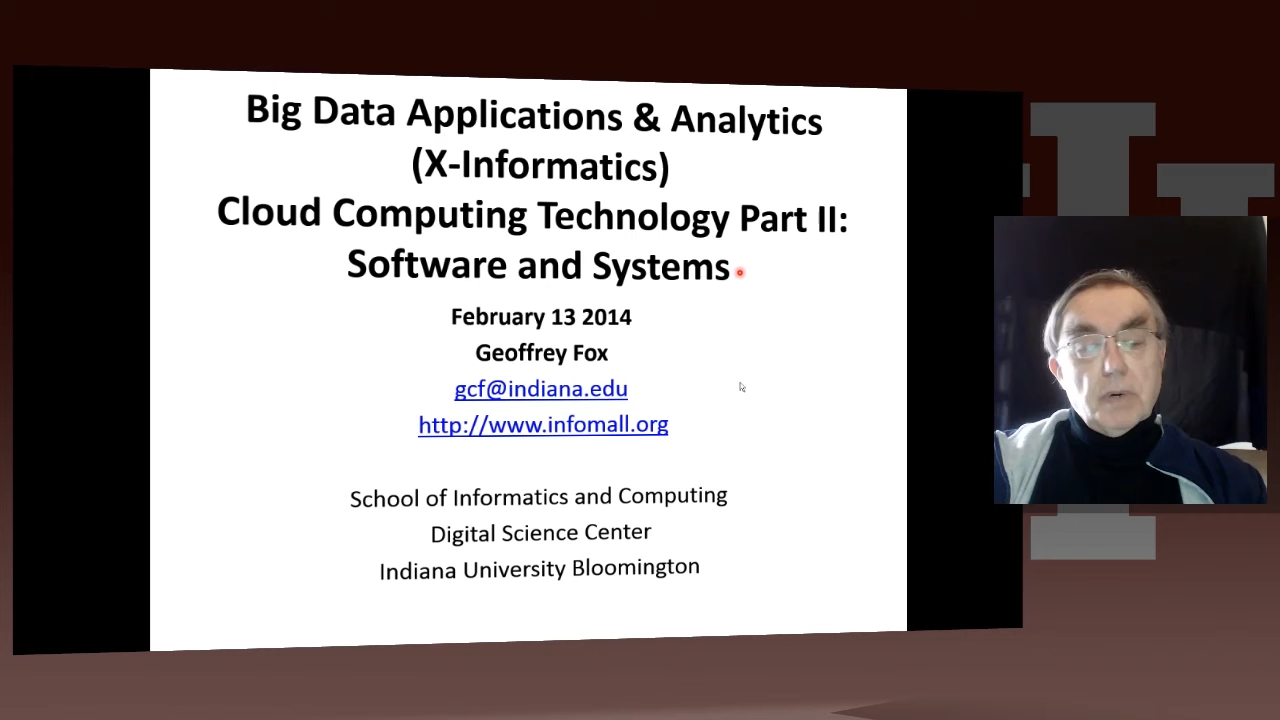 Big Data Applications & Analytics
(X-Informatics)
Cloud Computing Technology Part II:
Software and Systems
February 13 2014
Geoffrey Fox
gcf@indiana.edu
http://www.infomall.org
School of Informatics and Computing
Digital Science Center
Indiana University Bloomington